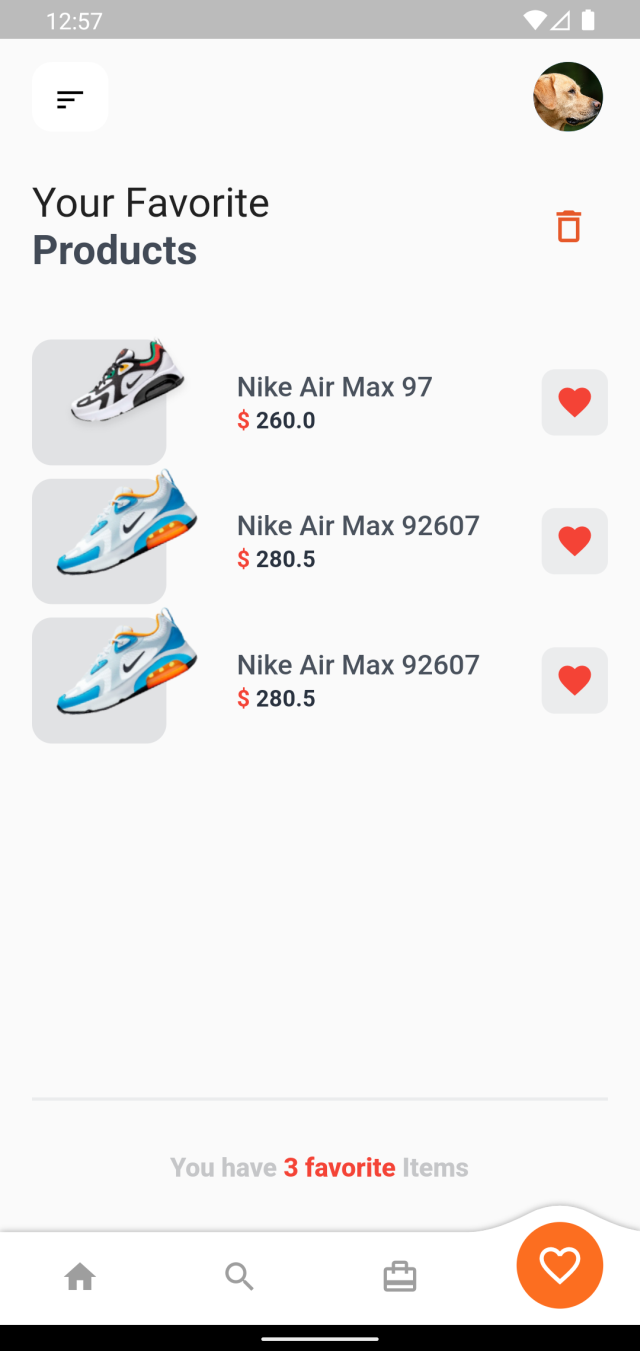 12:57
Your Favorite
Products
Nike Air Max 97
$ 260.0
Nike Air Max 92607
$ 280.5
Nike Air Max 92607
$ 280.5
You have 3 favorite Items